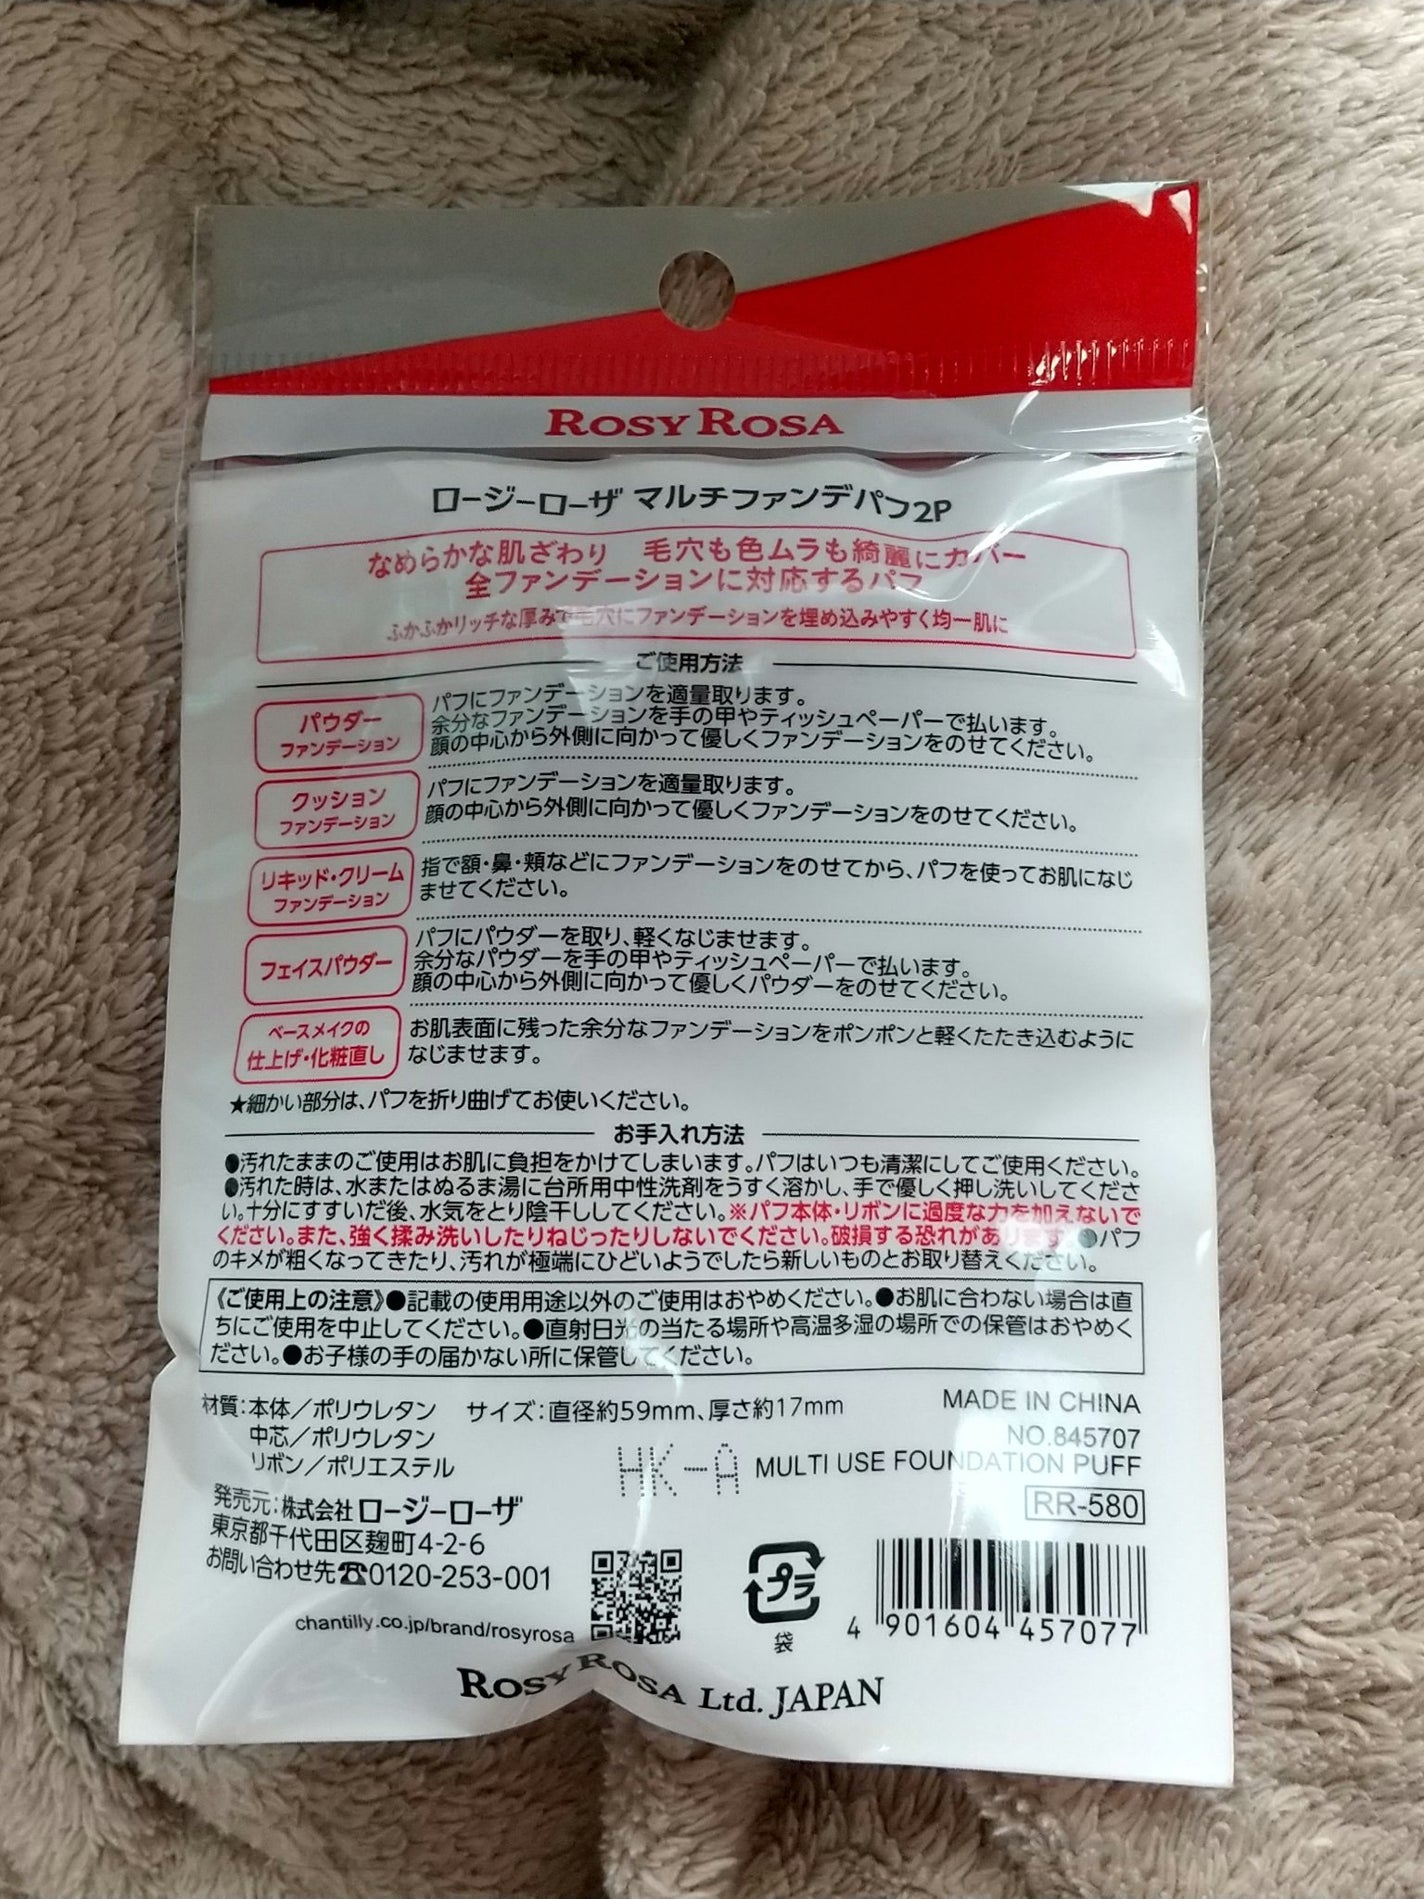 ROSY ROSA
ロージーローザ マルチファンデパフ2P
なめらかな肌ざわり 毛穴も色ムラも綺麗にカバー
全ファンデーションに対応するパフ
ふかふかリッチな厚みで毛穴にファンデーションを埋め込みやすく均一肌に
ご使用方法
パウダー
ファンデーション
パフにファンデーションを適量取ります。
余分なファンデーションを手の甲やティッシュペーパーで払います。
顔の中心から外側に向かって優しくファンデーションをのせてください。
クッション
ファンデーション
パフにファンデーションを適量取ります。
顔の中心から外側に向かって優しくファンデーションをのせてください。
リキッド・クリーム
ファンデーション
指で額・鼻・頬などにファンデーションをのせてから、パフを使ってお肌になじ
ませてください。
フェイスパウダー
パフにパウダーを取り、軽くなじませます。
余分なパウダーを手の甲やティッシュペーパーで払います。
顔の中心から外側に向かって優しくパウダーをのせてください。
ベースメイクの
仕上げ・化粧直し
お肌表面に残った余分なファンデーションをポンポンと軽くたたき込むように
なじませます。
★細かい部分は、パフを折り曲げてお使いください。
お手入れ方法
●汚れたままのご使用はお肌に負担をかけてしまいます。パフはいつも清潔にしてご使用ください。
●汚れた時は、水またはぬるま湯に台所用中性洗剤をうすく溶かし、手で優しく押し洗いしてくださ
い。十分にすすいだ後、水気をとり陰干ししてください。※パフ本体・リボンに過度な力を加えないで
ください。また、強く揉み洗いしたりねじったりしないでください。破損する恐れがあります。●パフ
のキメが粗くなってきたり、汚れが極端にひどいようでしたら新しいものとお取り替えください。
《ご使用上の注意》●記載の使用用途以外のご使用はおやめください。●お肌に合わない場合は直
ちにご使用を中止してください。●直射日光の当たる場所や高温多湿の場所での保管はおやめく
ださい。●お子様の手の届かない所に保管してください。
材質：本体／ポリウレタン サイズ：直径約59mm、厚さ約17mm
中芯／ポリウレタン
リボン／ポリエステル
MADE IN CHINA
NO.845707
HK-A
MULTI USE FOUNDATION PUFF
RR-580
発売元：株式会社 ロージーローザ
東京都千代田区麹町4-2-6
お問い合わせ先☎0120-253-001
chantilly.co.jp/brand/rosyrosa
プラ
袋
4 901604 457077
ROSY ROSA Ltd. JAPAN